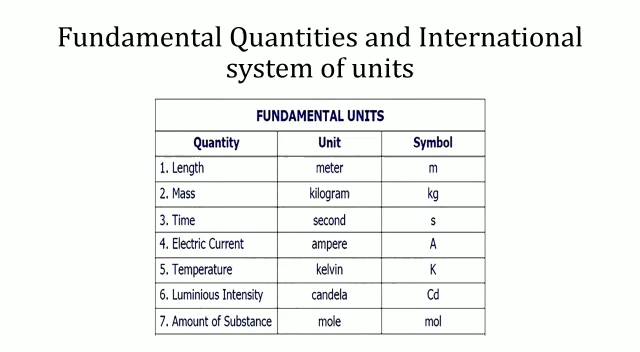 Fundamental Quantities and International
system of units
FUNDAMENTAL UNITS
Quantity Unit Symbol
1. Length meter m
2. Mass kilogram kg
3. Time second s
4. Electric Current ampere A
5. Temperature kelvin K
6. Luminious Intensity candela Cd
7. Amount of Substance mole mol